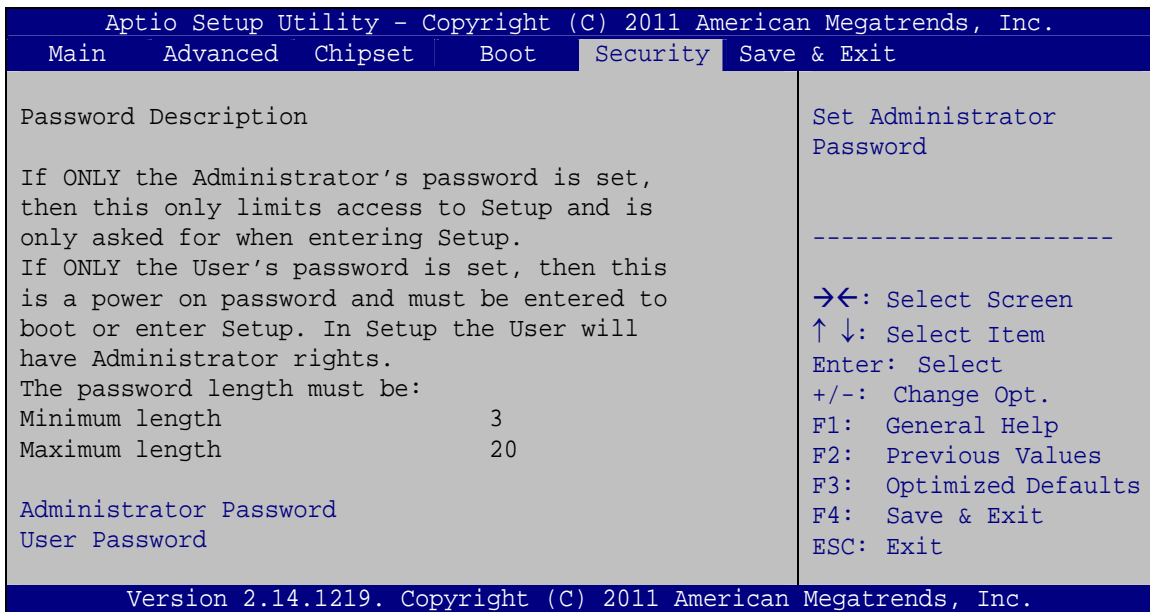 Aptio Setup Utility – Copyright (C) 2011 American Megatrends, Inc.
Main Advanced Chipset Boot Security Save & Exit
Password Description
If ONLY the Administrator’s password is set,
then this only limits access to Setup and is
only asked for when entering Setup.
If ONLY the User’s password is set, then this
is a power on password and must be entered to
boot or enter Setup. In Setup the User will
have Administrator rights.
The password length must be:
Minimum length 3
Maximum length 20
Administrator Password
User Password
Set Administrator
Password
---------------------
→←: Select Screen
↑ ↓: Select Item
Enter: Select
+/-: Change Opt.
F1: General Help
F2: Previous Values
F3: Optimized Defaults
F4: Save & Exit
ESC: Exit
Version 2.14.1219. Copyright (C) 2011 American Megatrends, Inc.